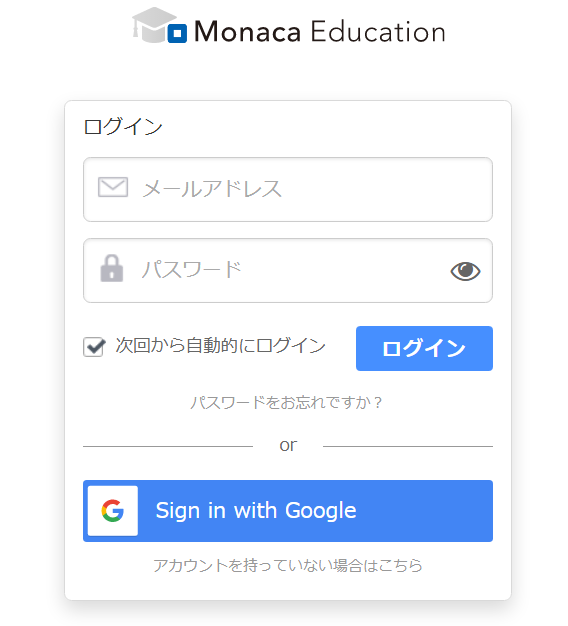 Monaca Education
ログイン
メールアドレス
パスワード
次回から自動的にログイン
ログイン
パスワードをお忘れですか？
or
Sign in with Google
アカウントを持っていない場合はこちら